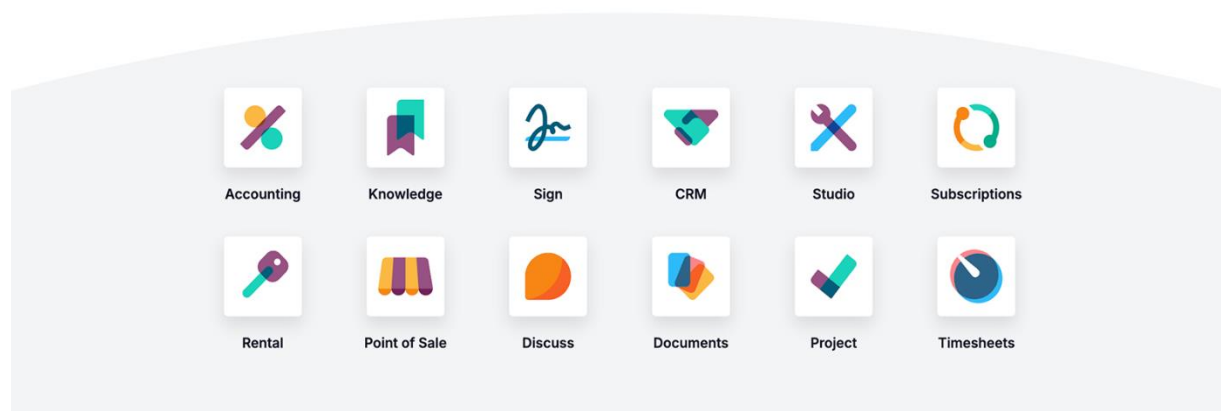 Accounting
Knowledge
Sign
CRM
Studio
Subscriptions
Rental
Point of Sale
Discuss
Documents
Project
Timesheets